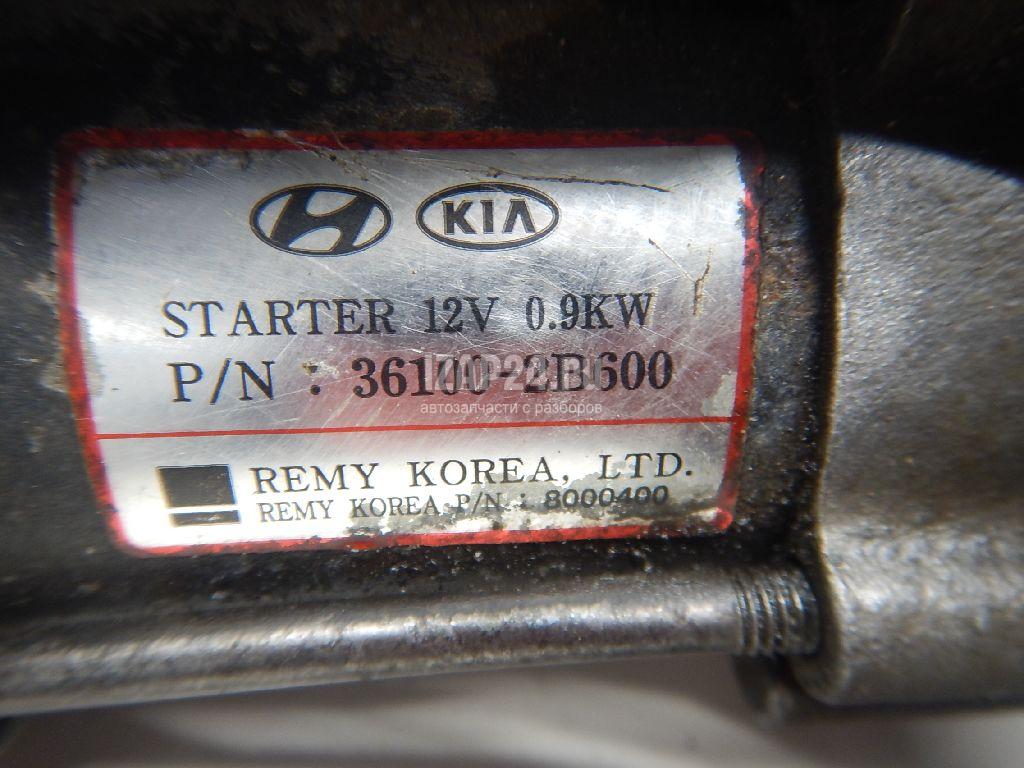 KIA
STARTER 12V 0.9KW
P/N : 36100-2B600
автозапчасти с разборов
REMY KOREA, LTD.
REMY KOREA P/N : 8000400